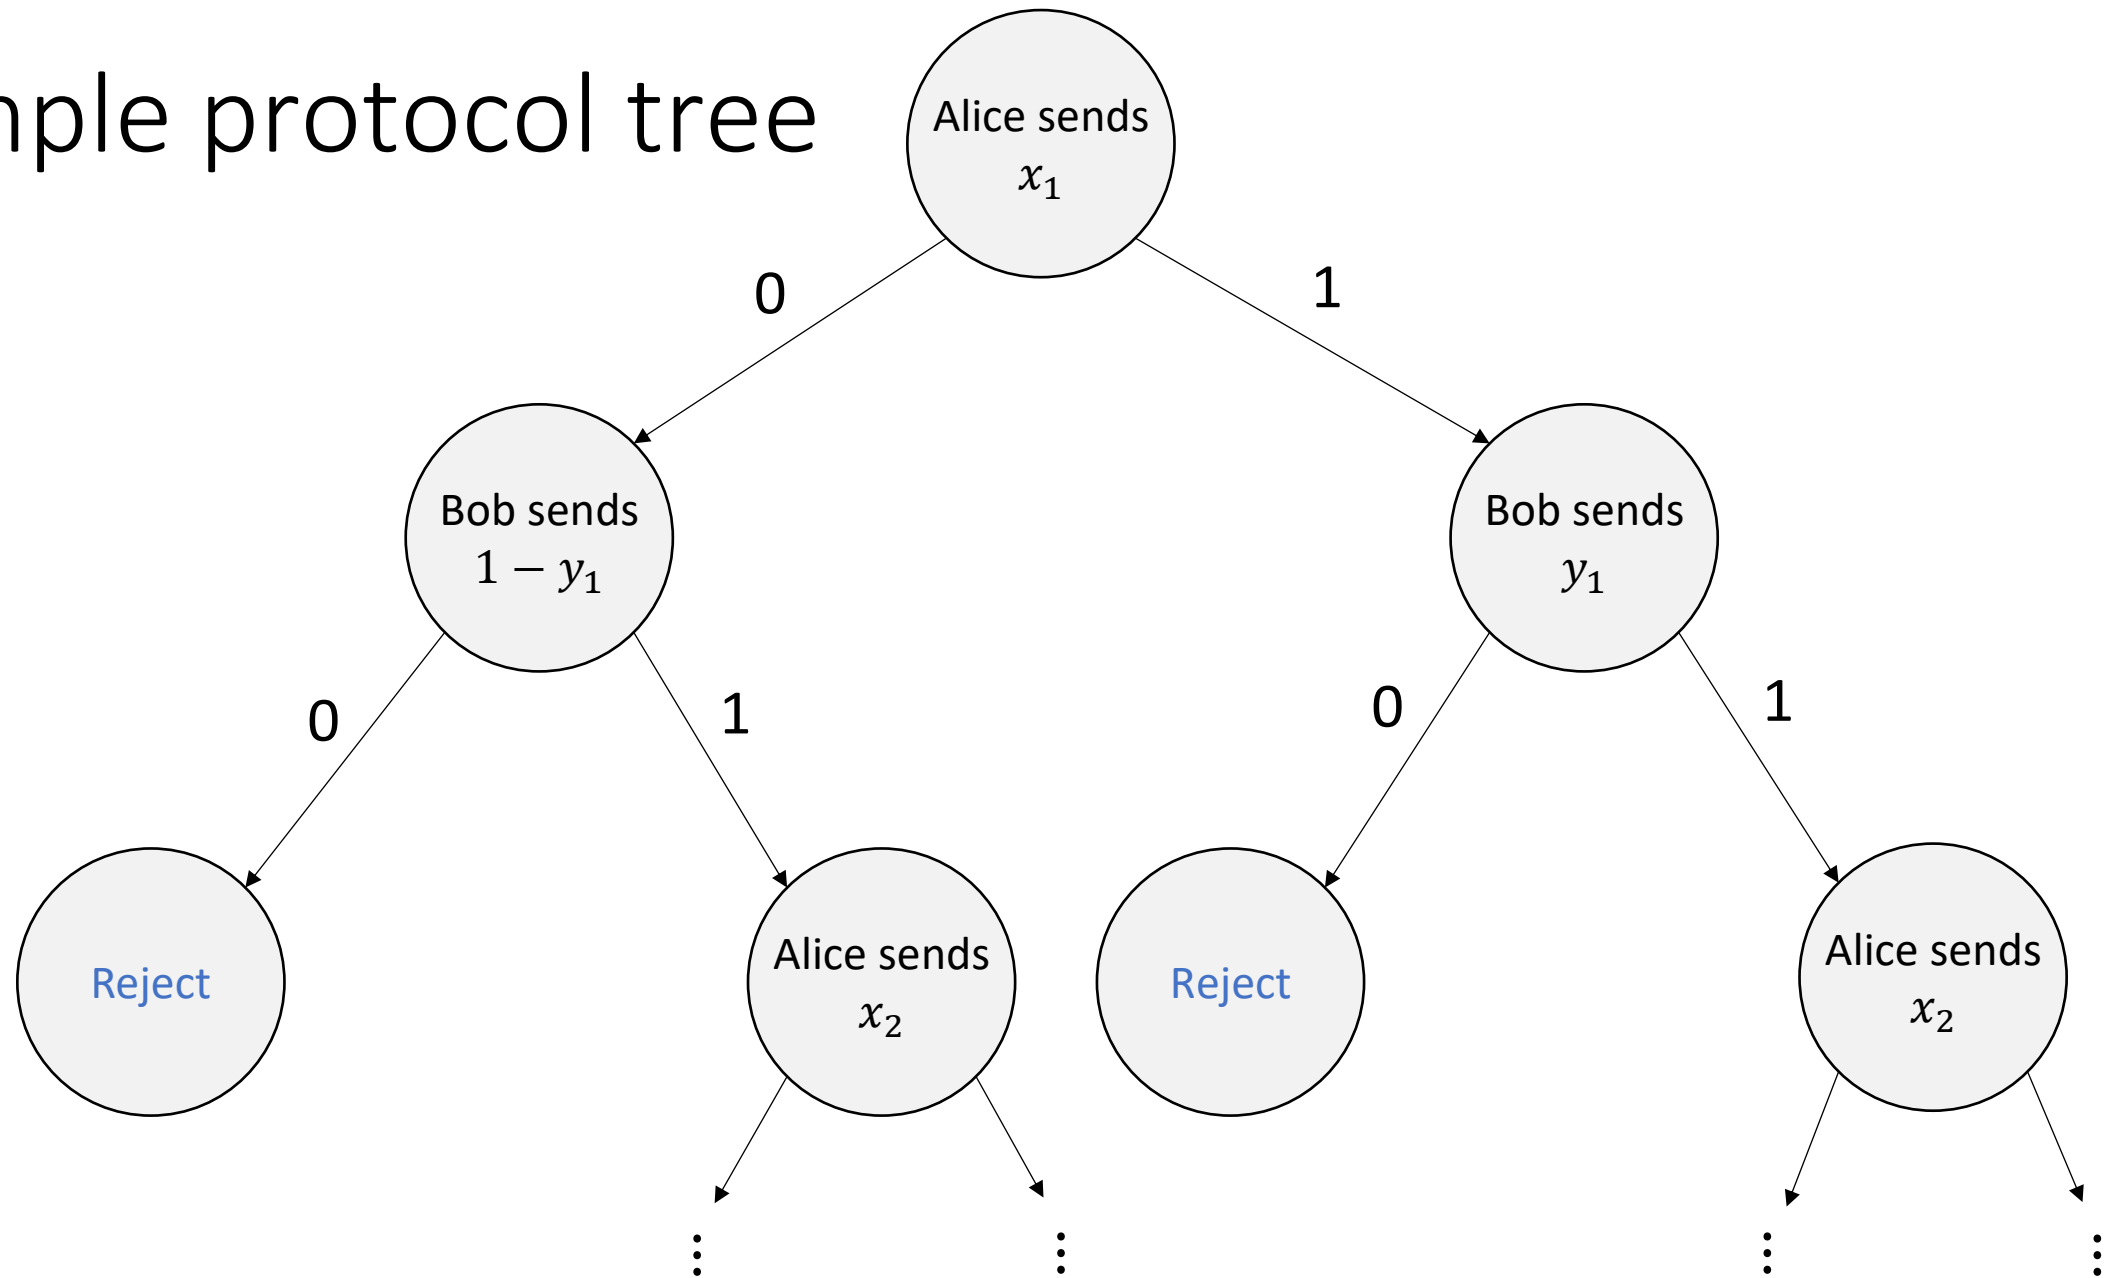 mple protocol tree
Alice sends
x₁
0
1
Bob sends
1 − y₁
Bob sends
y₁
0
1
0
1
Reject
Alice sends
x₂
Reject
Alice sends
x₂
⋮
⋮
⋮
⋮